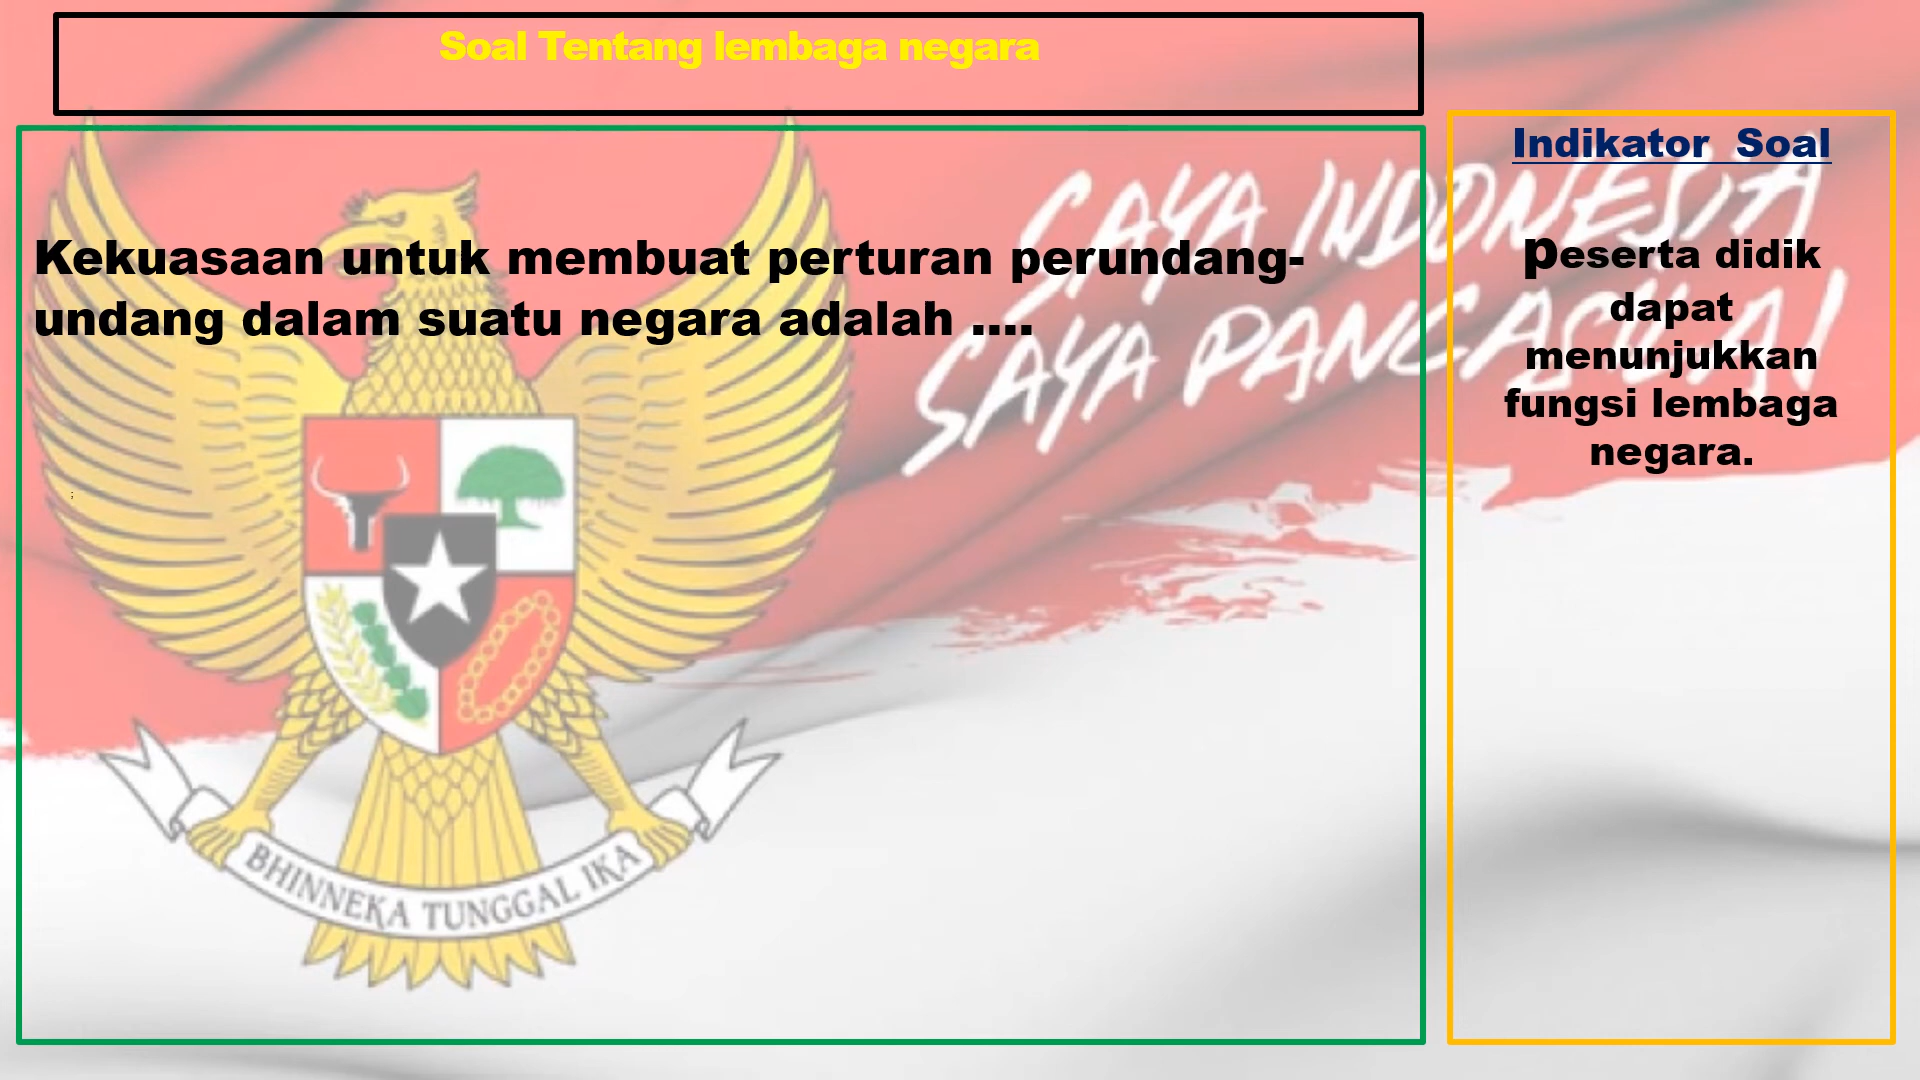 Soal Tentang lembaga negara
Kekuasaan untuk membuat perturan perundang-
undang dalam suatu negara adalah ....
;
BHINNEKA TUNGGAL IKA
SAYA INDONESIA
SAYA PANCASILA!
Indikator Soal
peserta didik
dapat
menunjukkan
fungsi lembaga
negara.